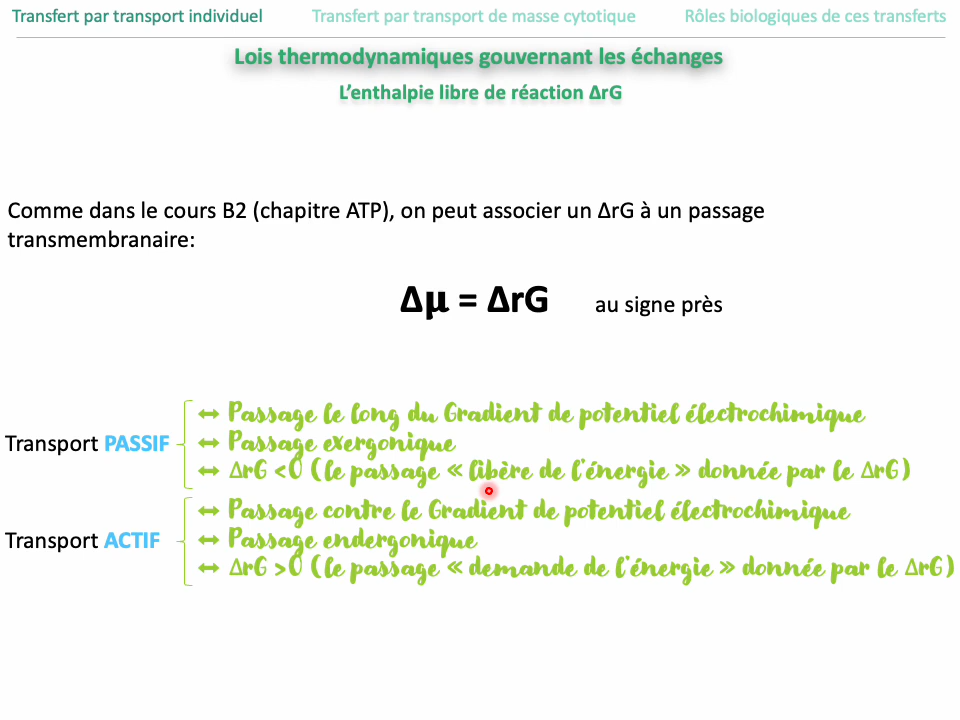 Transfert par transport individuel Transfert par transport de masse cytotique Rôles biologiques de ces transferts
Lois thermodynamiques gouvernant les échanges
L’enthalpie libre de réaction ΔrG
Comme dans le cours B2 (chapitre ATP), on peut associer un ΔrG à un passage
transmembranaire:
Δμ = ΔrG au signe près
Transport PASSIF
↔ Passage le long du Gradient de potentiel électrochimique
↔ Passage exergonique
↔ ΔrG <0 (le passage « libère de l’énergie » donnée par le ΔrG)
Transport ACTIF
↔ Passage contre le Gradient de potentiel électrochimique
↔ Passage endergonique
↔ ΔrG >0 (le passage « demande de l’énergie » donnée par le ΔrG)